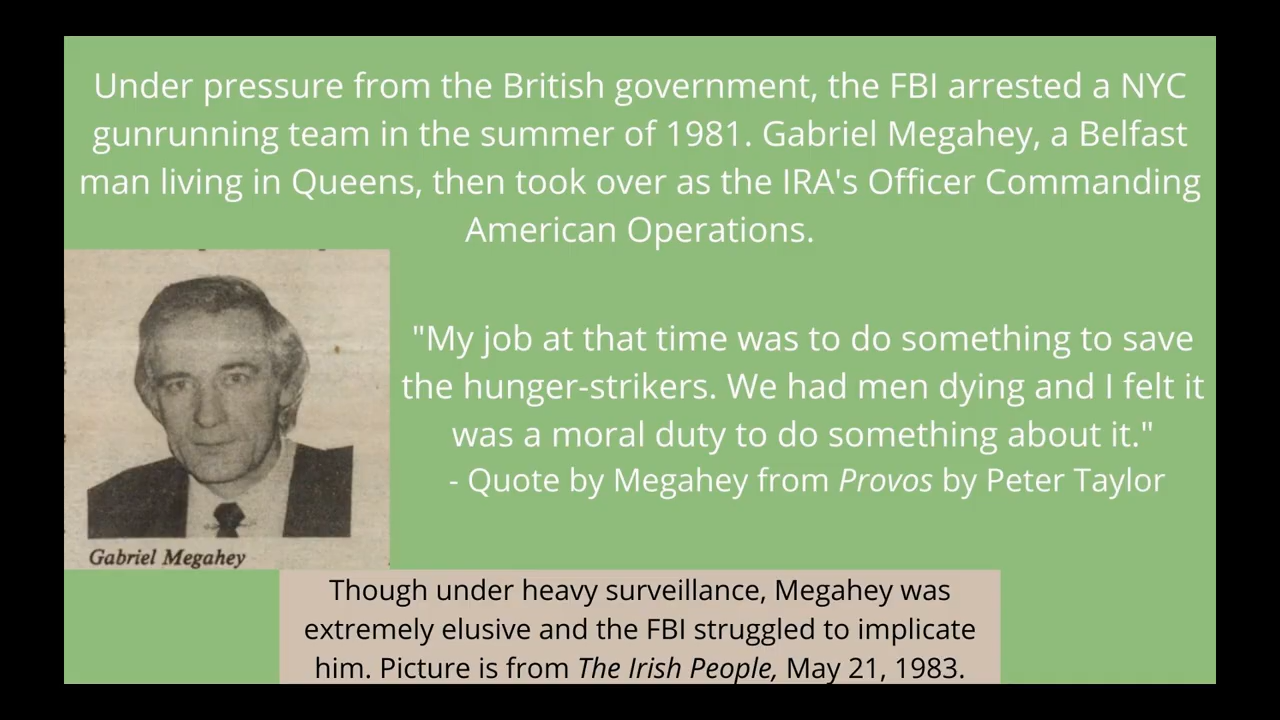 Under pressure from the British government, the FBI arrested a NYC
gunrunning team in the summer of 1981. Gabriel Megahey, a Belfast
man living in Queens, then took over as the IRA's Officer Commanding
American Operations.
"My job at that time was to do something to save
the hunger-strikers. We had men dying and I felt it
was a moral duty to do something about it."
- Quote by Megahey from Provos by Peter Taylor
Gabriel Megahey
Though under heavy surveillance, Megahey was
extremely elusive and the FBI struggled to implicate
him. Picture is from The Irish People, May 21, 1983.